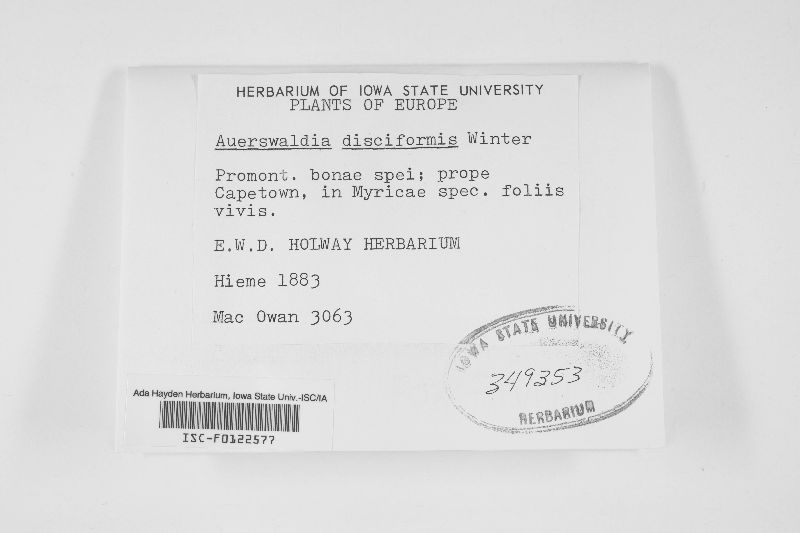 HERBARIUM OF IOWA STATE UNIVERSITY
PLANTS OF EUROPE
Auerswaldia disciformis Winter
Promont. bonae spei; prope
Capetown, in Myricae spec. foliis
vivis.
E.W.D. HOLWAY HERBARIUM
Hieme 1883
Mac Owan 3063
IOWA STATE UNIVERSITY
349353
HERBARIUM
Ada Hayden Herbarium, Iowa State Univ.-ISC/IA
ISC-F0122577